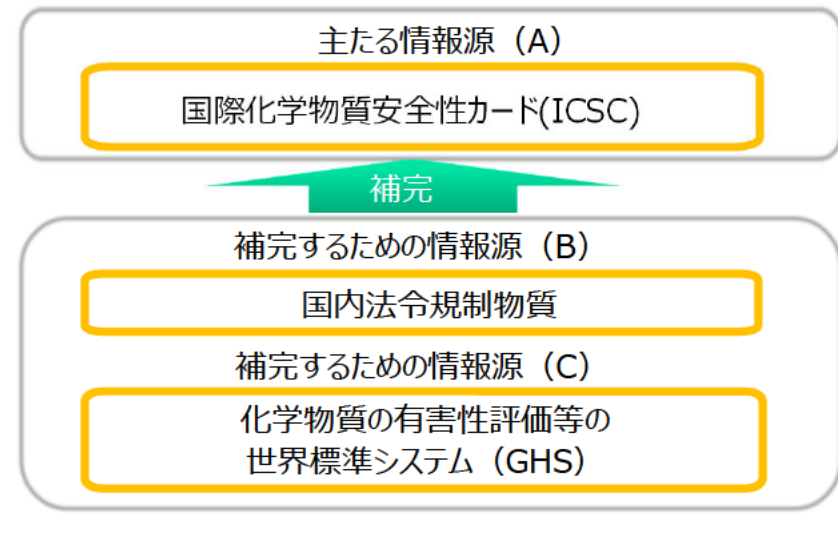 主たる情報源（A）
国際化学物質安全性カード(ICSC)
補完
補完するための情報源（B）
国内法令規制物質
補完するための情報源（C）
化学物質の有害性評価等の
世界標準システム（GHS）